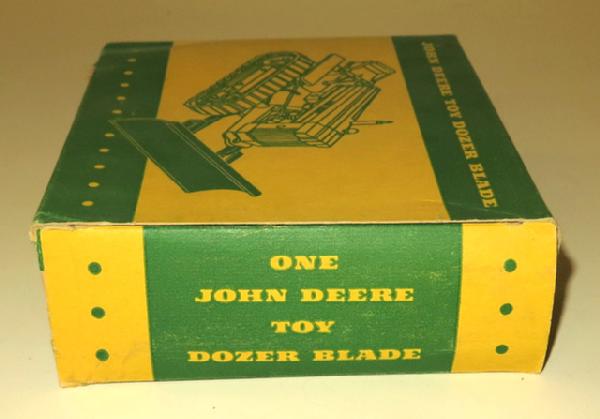 JOHN DEERE TOY DOZER BLADE
ONE
JOHN DEERE
TOY
DOZER BLADE